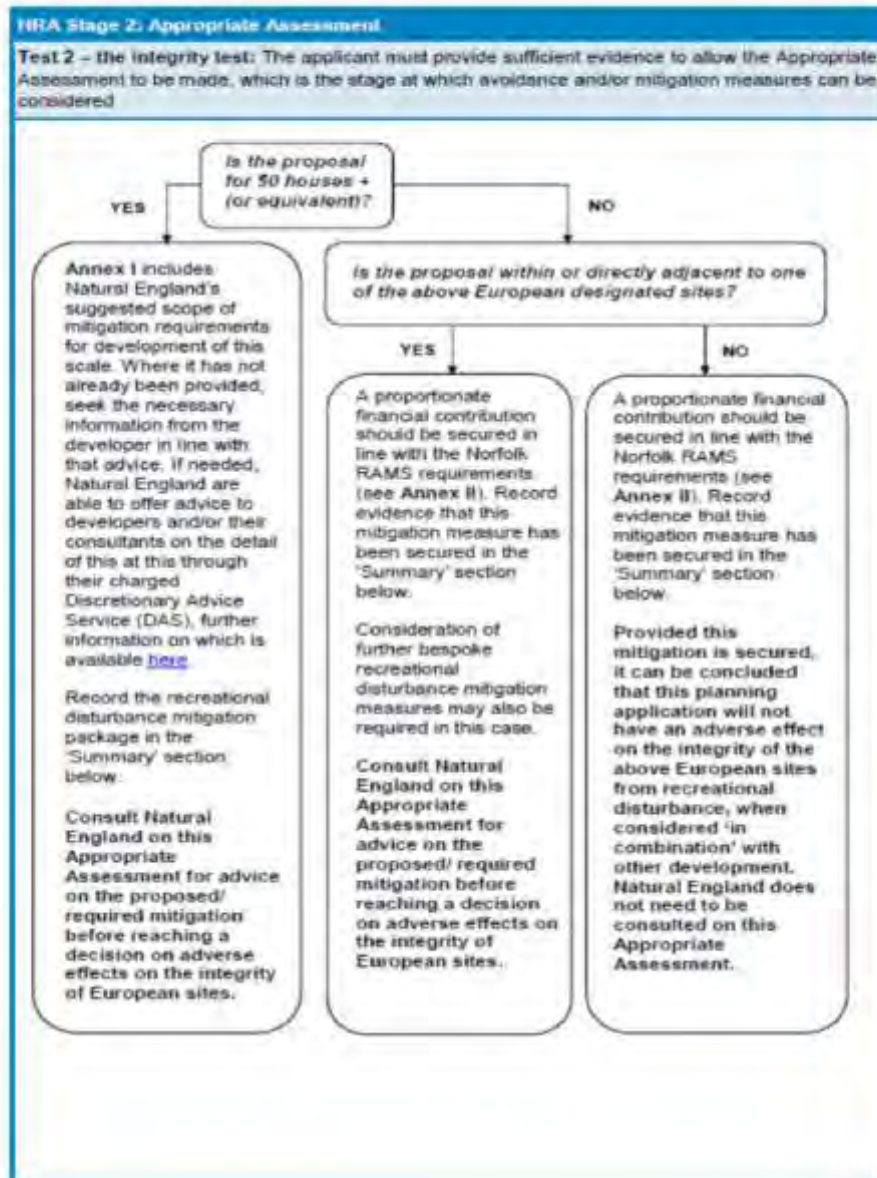 HRA Stage 2: Appropriate Assessment
Test 2 – the integrity test: The applicant must provide sufficient evidence to allow the Appropriate
Assessment to be made, which is the stage at which avoidance and/or mitigation measures can be
considered
Is the proposal
for 50 houses +
(or equivalent)?
YES
NO
Annex I includes
Natural England's
suggested scope of
mitigation requirements
for development of this
scale. Where it has not
already been provided,
seek the necessary
information from the
developer in line with
that advice. If needed,
Natural England are
able to offer advice to
developers and/or their
consultants on the detail
of this at this through
their charged
Discretionary Advice
Service (DAS), further
information on which is
available here
Record the recreational
disturbance mitigation
package in the
'Summary' section
below.
Consult Natural
England on this
Appropriate
Assessment for advice
on the proposed/
required mitigation
before reaching a
decision on adverse
effects on the integrity
of European sites.
Is the proposal within or directly adjacent to one
of the above European designated sites?
YES
NO
A proportionate
financial contribution
should be secured in
line with the Norfolk
RAMS requirements
(see Annex II). Record
evidence that this
mitigation measure has
been secured in the
'Summary' section
below.
Consideration of
further bespoke
recreational
disturbance mitigation
measures may also be
required in this case.
Consult Natural
England on this
Appropriate
Assessment for
advice on the
proposed/ required
mitigation before
reaching a decision
on adverse effects on
the integrity of
European sites.
A proportionate financial
contribution should be
secured in line with the
Norfolk RAMS
requirements (see
Annex II). Record
evidence that this
mitigation measure has
been secured in the
'Summary' section
below.
Provided this
mitigation is secured,
it can be concluded
that this planning
application will not
have an adverse effect
on the integrity of the
above European sites
from recreational
disturbance, when
considered 'in
combination' with
other development.
Natural England does
not need to be
consulted on this
Appropriate
Assessment.